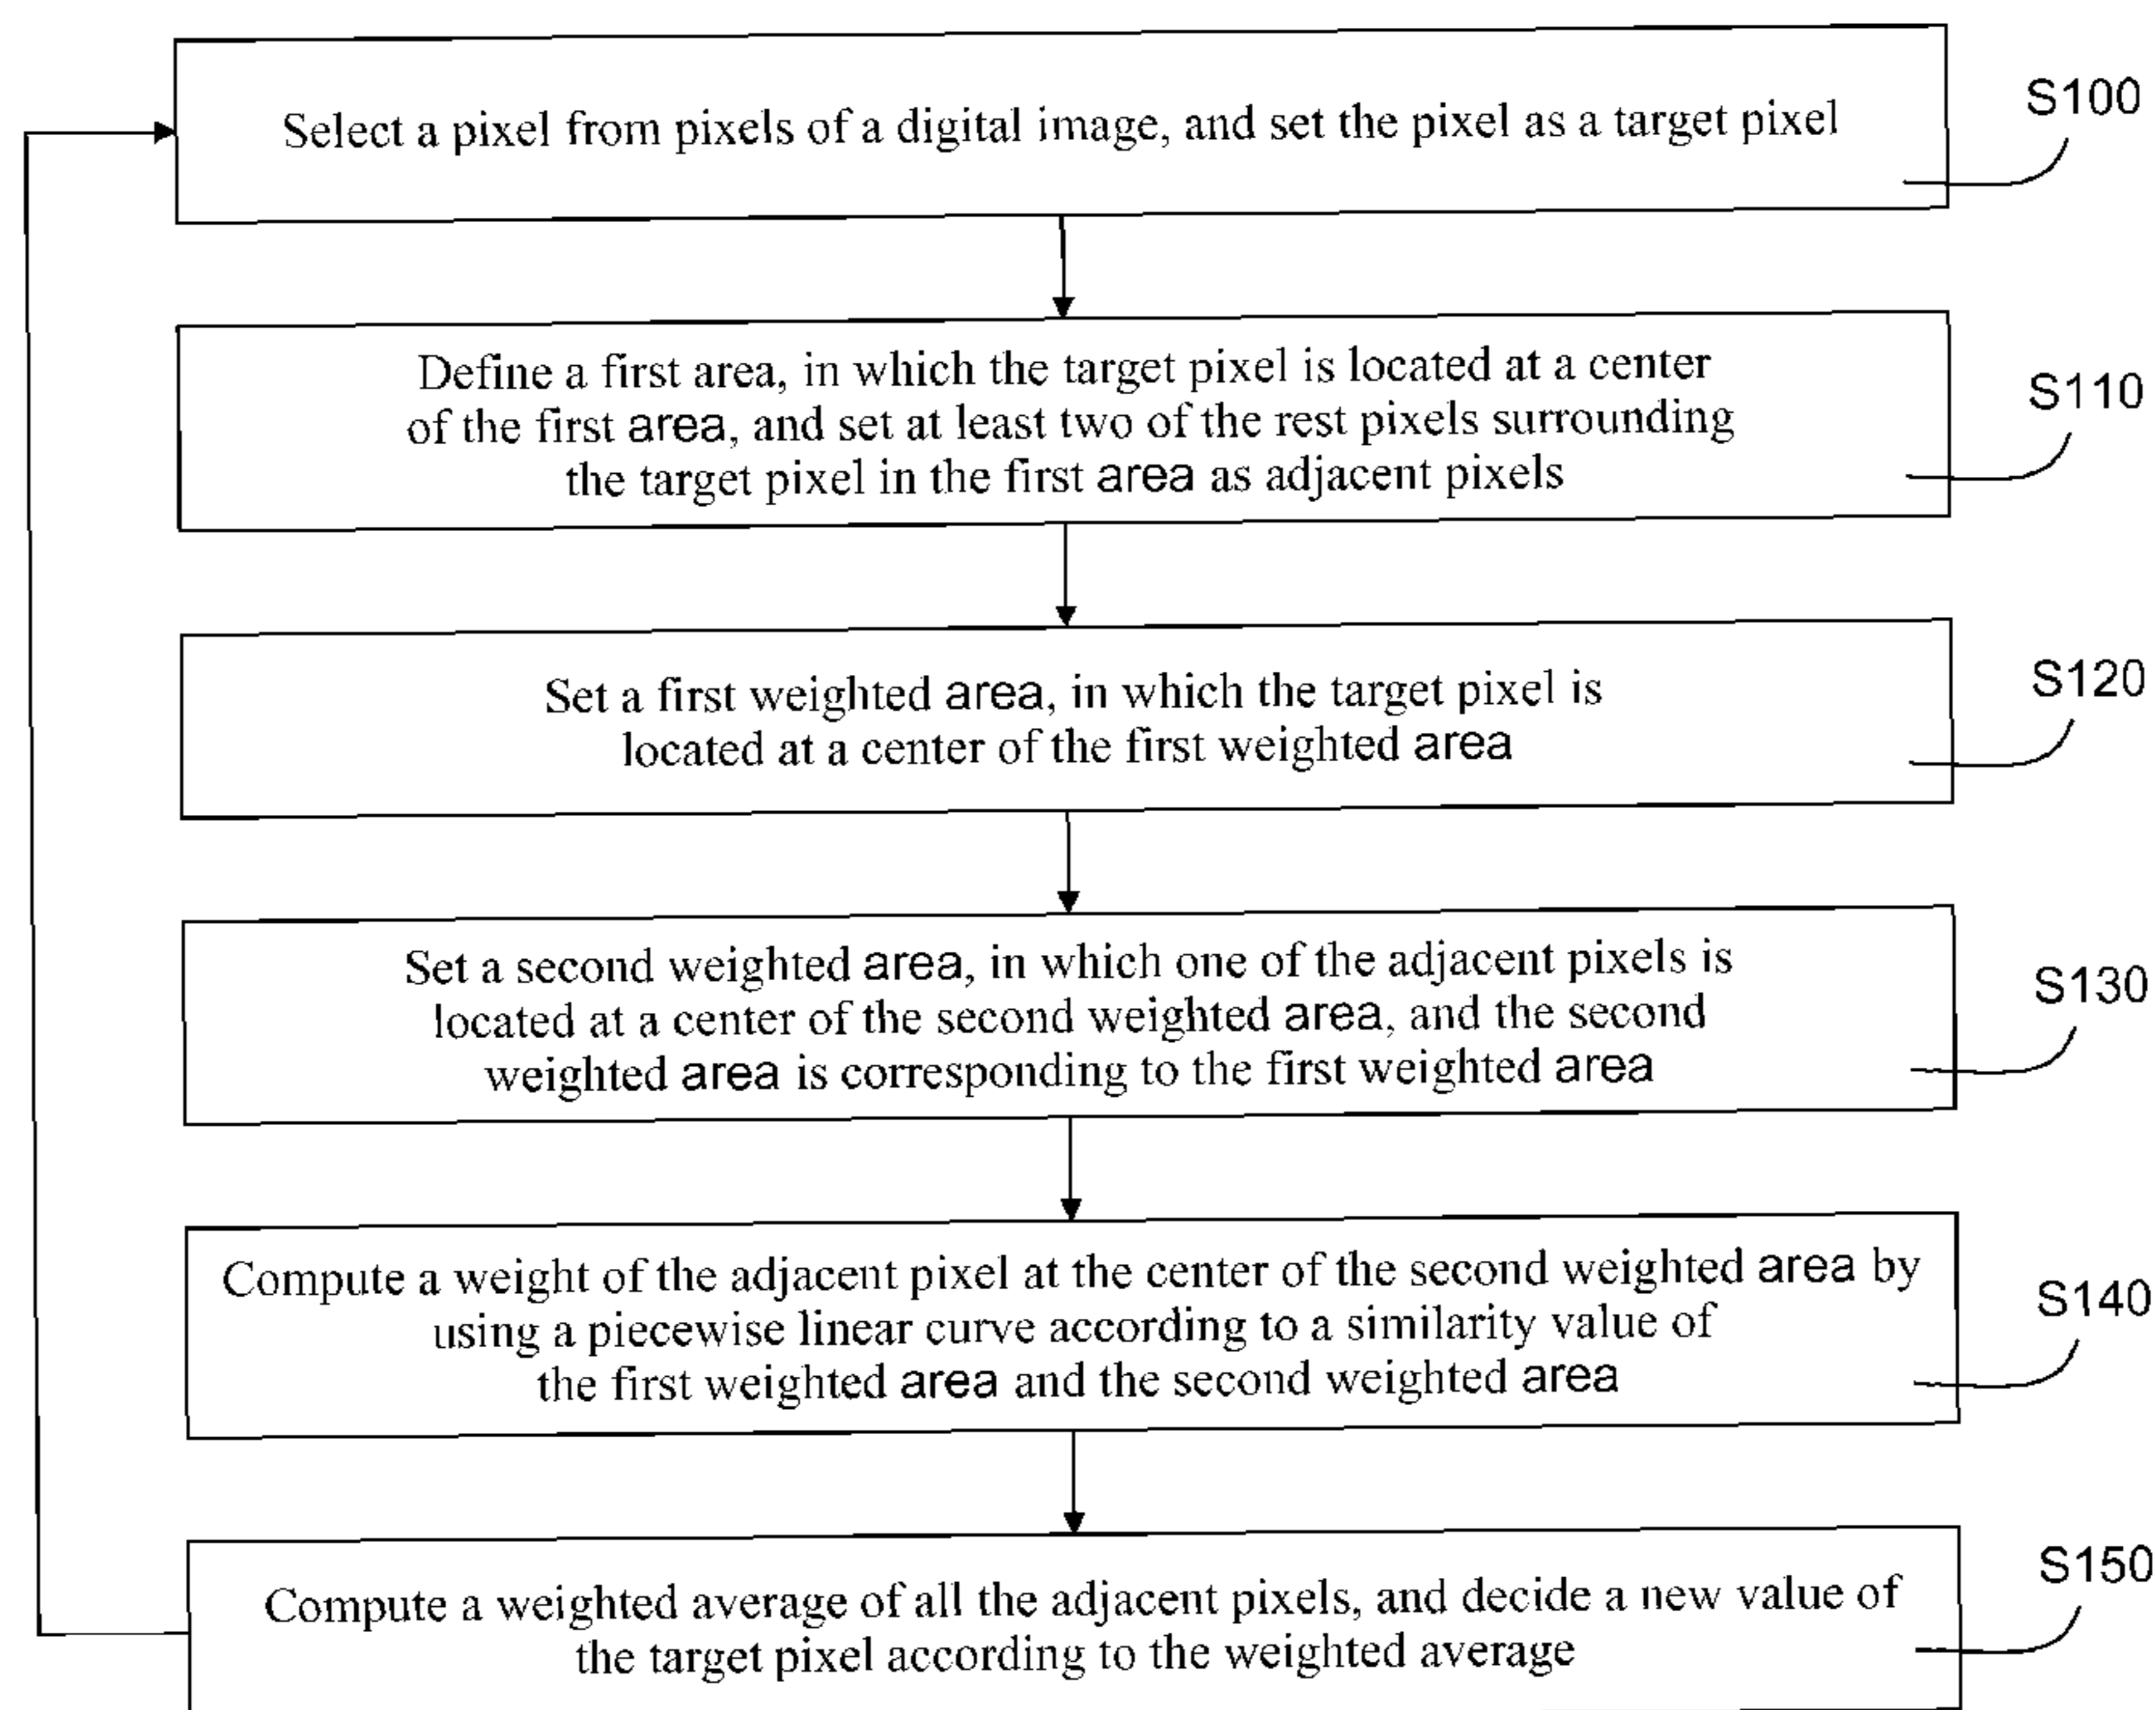 Select a pixel from pixels of a digital image, and set the pixel as a target pixel
S100
Define a first area, in which the target pixel is located at a center
of the first area, and set at least two of the rest pixels surrounding
the target pixel in the first area as adjacent pixels
S110
Set a first weighted area, in which the target pixel is
located at a center of the first weighted area
S120
Set a second weighted area, in which one of the adjacent pixels is
located at a center of the second weighted area, and the second
weighted area is corresponding to the first weighted area
S130
Compute a weight of the adjacent pixel at the center of the second weighted area by
using a piecewise linear curve according to a similarity value of
the first weighted area and the second weighted area
S140
Compute a weighted average of all the adjacent pixels, and decide a new value of
the target pixel according to the weighted average
S150